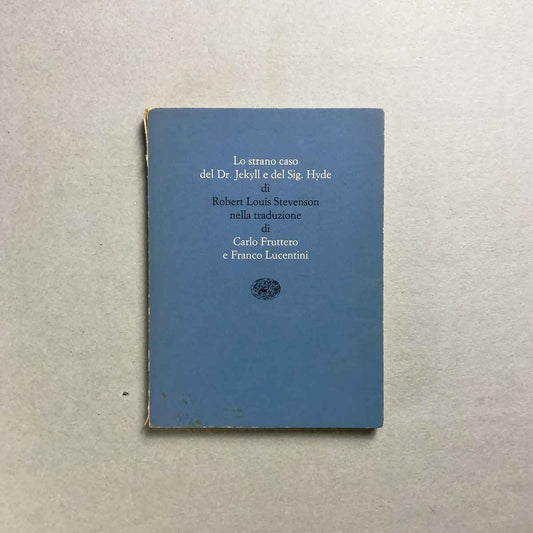 Lo strano caso
del Dr. Jekyll e del Sig. Hyde
di
Robert Louis Stevenson
nella traduzione
di
Carlo Fruttero
e Franco Lucentini